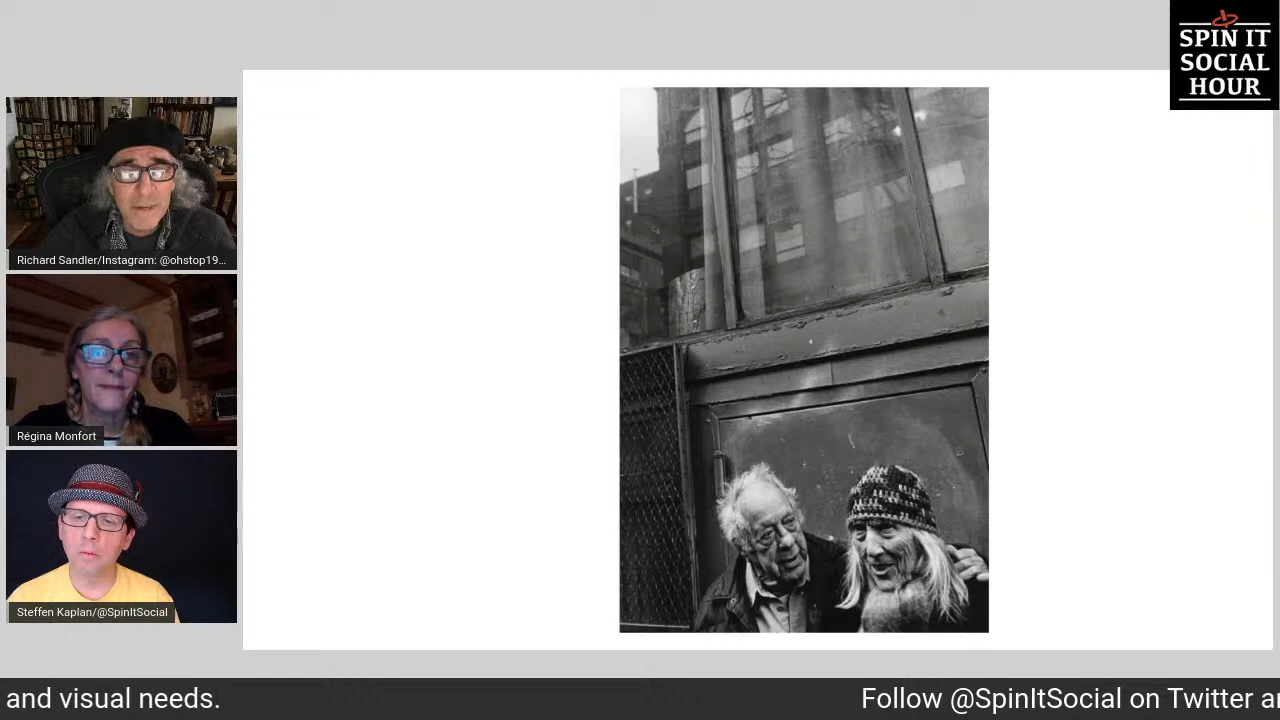 SPIN IT
SOCIAL
HOUR
Richard Sandler/Instagram: @ohstop19...
Régina Monfort
Steffen Kaplan/@SpinItSocial
and visual needs.
Follow @SpinItSocial on Twitter a